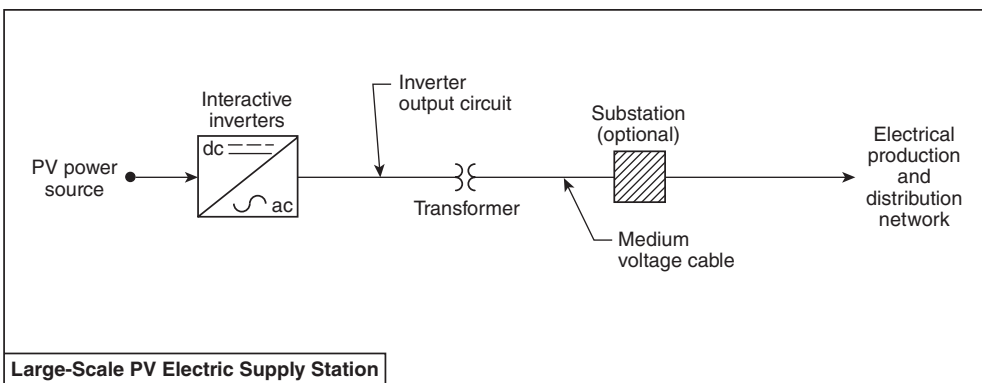 PV power
source
Interactive
inverters
dc
ac
Inverter
output circuit
Transformer
Medium
voltage cable
Substation
(optional)
Electrical
production
and
distribution
network
Large-Scale PV Electric Supply Station